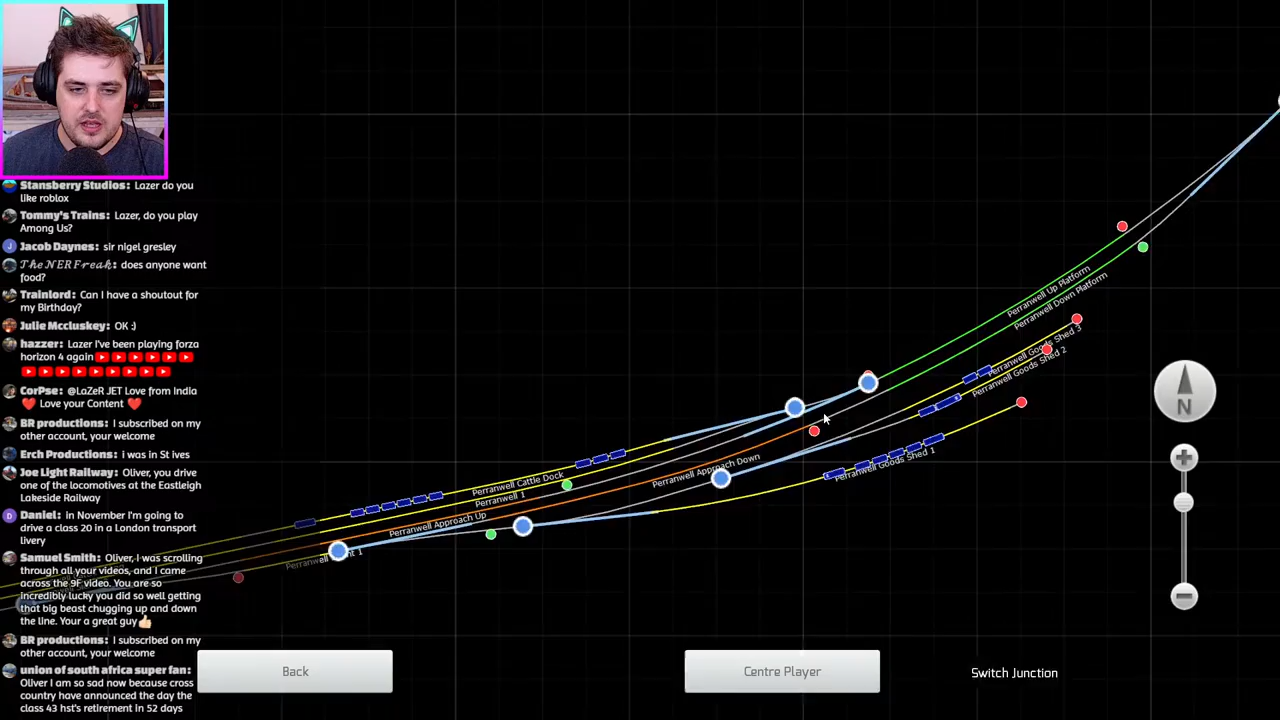 Stansberry Studios: Lazer do you
like roblox
Tommy's Trains: Lazer, do you play
Among Us?
Jacob Daynes: sir nigel gresley
𝓣𝓱𝓮 𝓝𝓔𝓡 𝓕𝓻𝓮𝓪𝓴: does anyone want
food?
Trainlord: Can I have a shoutout for
my Birthday?
Julie Mccluskey: OK :)
hazzer: Lazer I've been playing forza
horizon 4 again
CorPse: @LaZeR JET Love from India
❤️ Love your Content ❤️
BR productions: I subscribed on my
other account, your welcome
Erch Productions: i was in St ives
Joe Light Railway: Oliver, you drive
one of the locomotives at the Eastleigh
Lakeside Railway
Daniel: in November I'm going to
drive a class 20 in a London transport
livery
Samuel Smith: Oliver, I was scrolling
through all your videos, and I came
across the 9F video. You are so
incredibly lucky you did so well getting
that big beast chugging up and down
the line. Your a great guy👍🏻
BR productions: I subscribed on my
other account, your welcome
union of south africa super fan:
Oliver I am so sad now because cross
country have announced the day the
class 43 hst's retirement in 52 days
Perranwell Up Platform
Perranwell Down Platform
Perranwell Goods Shed 3
Perranwell Goods Shed 2
Perranwell Goods Shed 1
Perranwell Cattle Dock
Perranwell 1
Perranwell Approach Down
Perranwell Approach Up
N
Back
Centre Player
Switch Junction